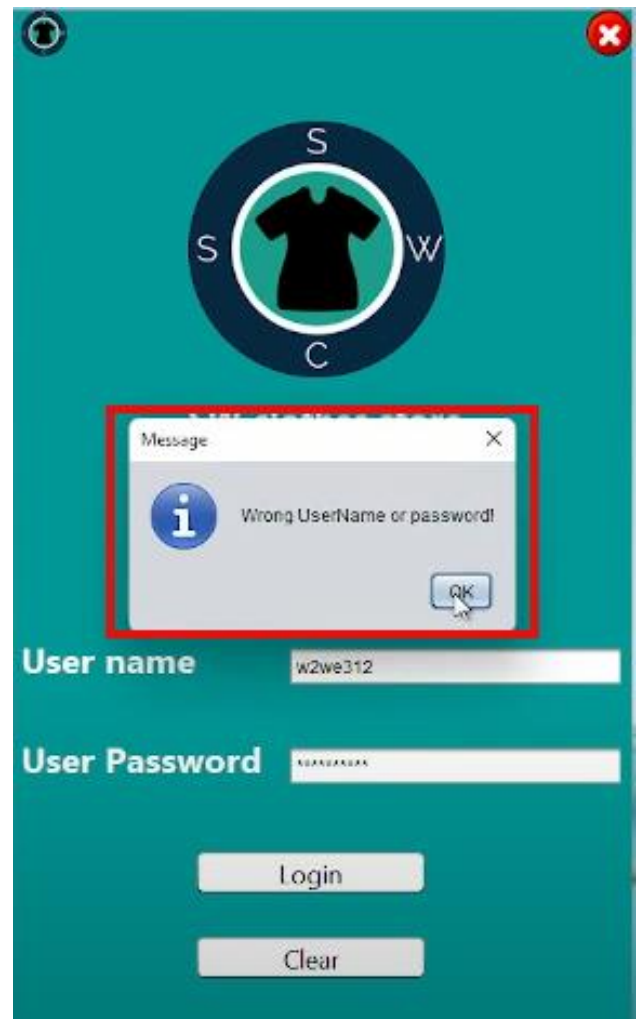 S
S W
C
Message
Wrong UserName or password!
OK
User name
w2we312
User Password
**********
Login
Clear